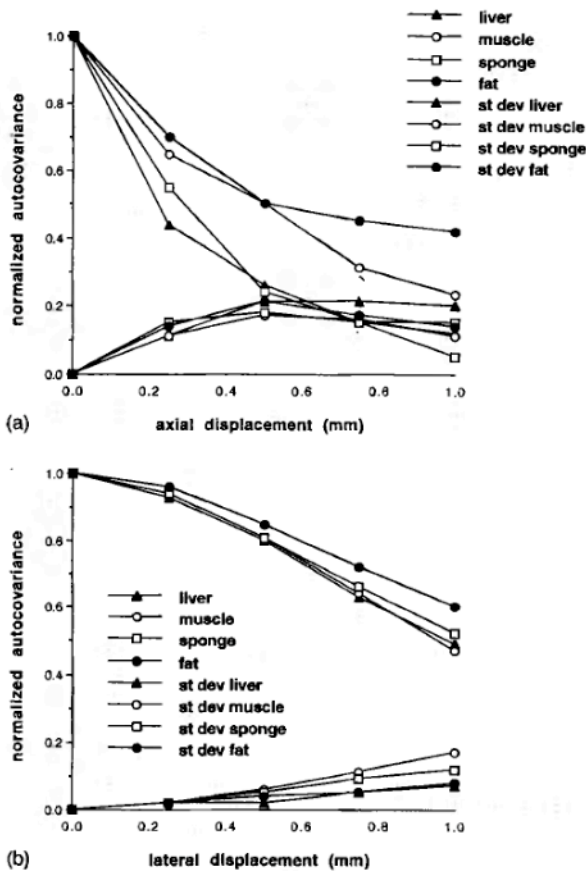 liver
muscle
sponge
fat
st dev liver
st dev muscle
st dev sponge
st dev fat
normalized autocovariance
1.0
0.8
0.6
0.4
0.2
0.0
0.0 0.2 0.4 0.6 0.8 1.0
(a)
axial displacement (mm)
normalized autocovariance
1.0
0.8
0.6
0.4
0.2
0.0
liver
muscle
sponge
fat
st dev liver
st dev muscle
st dev sponge
st dev fat
0.0 0.2 0.4 0.6 0.8 1.0
(b)
lateral displacement (mm)